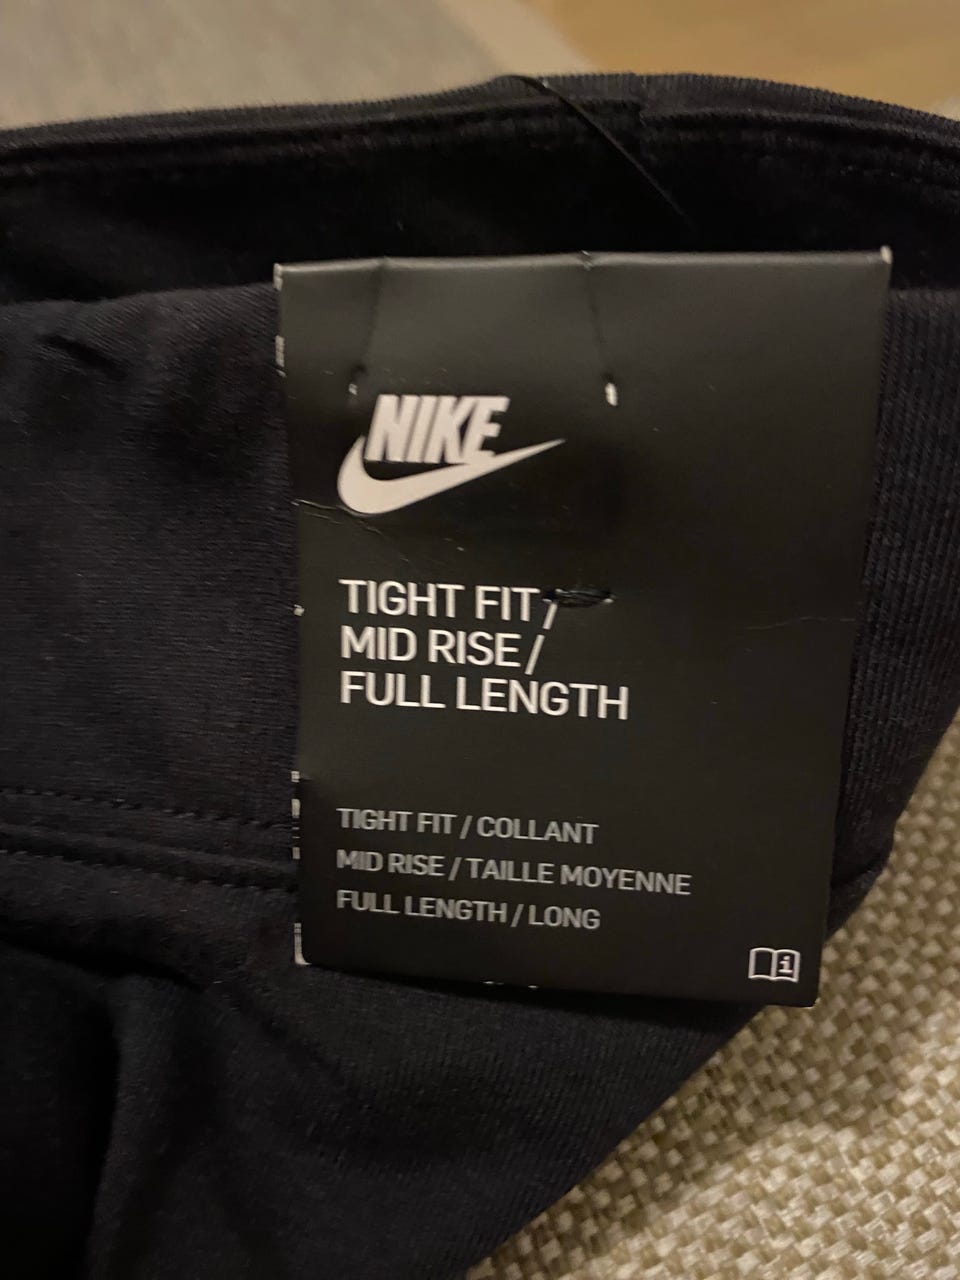 NIKE
TIGHT FIT /
MID RISE /
FULL LENGTH
TIGHT FIT / COLLANT
MID RISE / TAILLE MOYENNE
FULL LENGTH / LONG
i